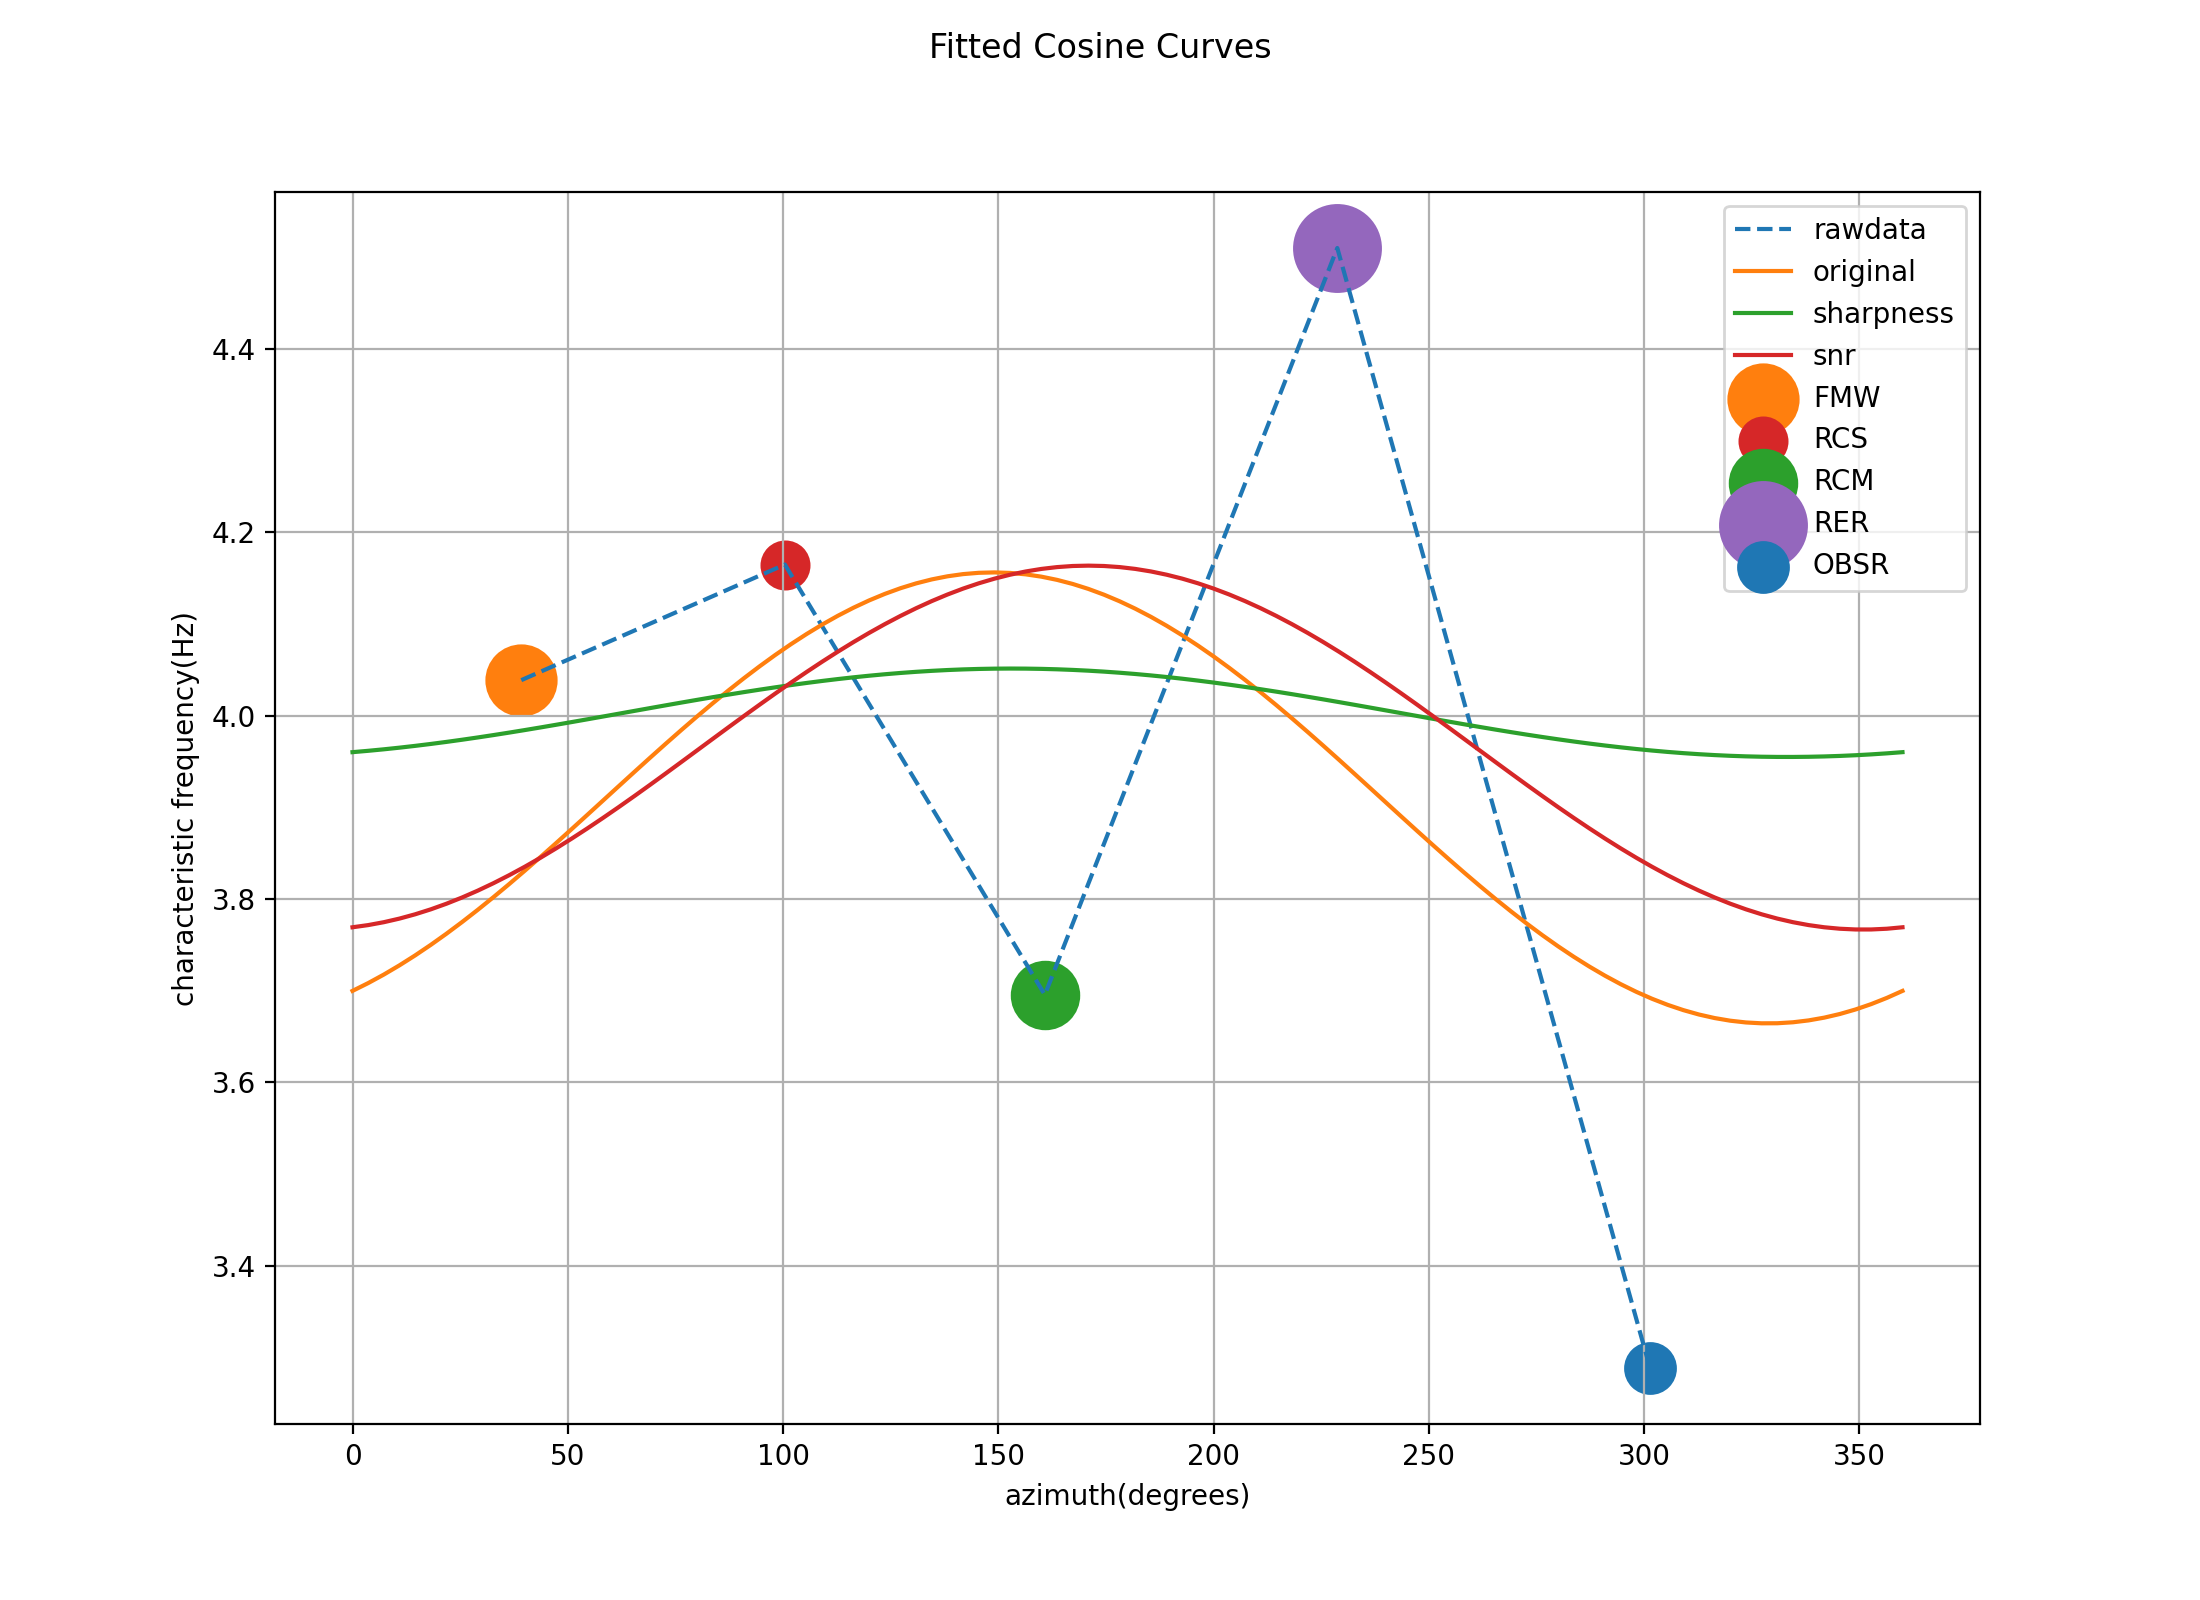 Fitted Cosine Curves
rawdata
original
sharpness
snr
FMW
RCS
RCM
RER
OBSR
characteristic frequency(Hz)
4.4
4.2
4.0
3.8
3.6
3.4
0 50 100 150 200 250 300 350
azimuth(degrees)